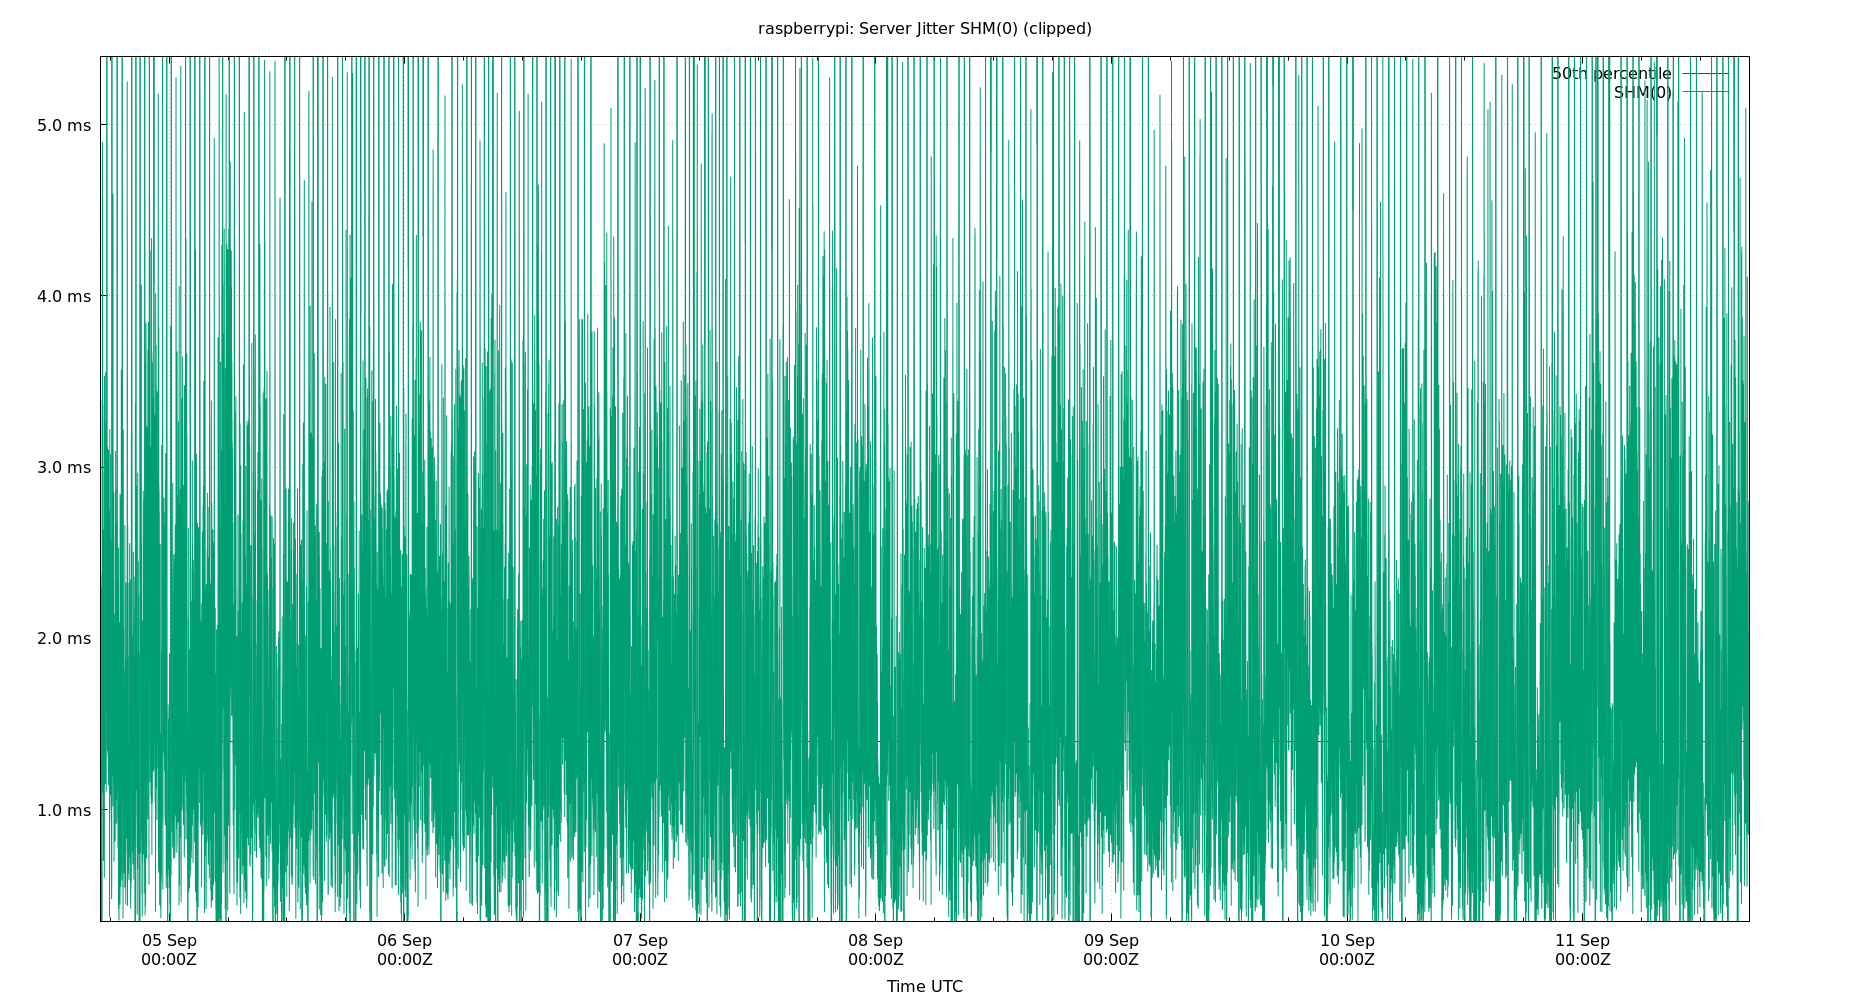 raspberrypi: Server Jitter SHM(0) (clipped)
50th percentile
SHM(0)
5.0 ms
4.0 ms
3.0 ms
2.0 ms
1.0 ms
05 Sep 06 Sep 07 Sep 08 Sep 09 Sep 10 Sep 11 Sep
00:00Z 00:00Z 00:00Z 00:00Z 00:00Z 00:00Z 00:00Z
Time UTC